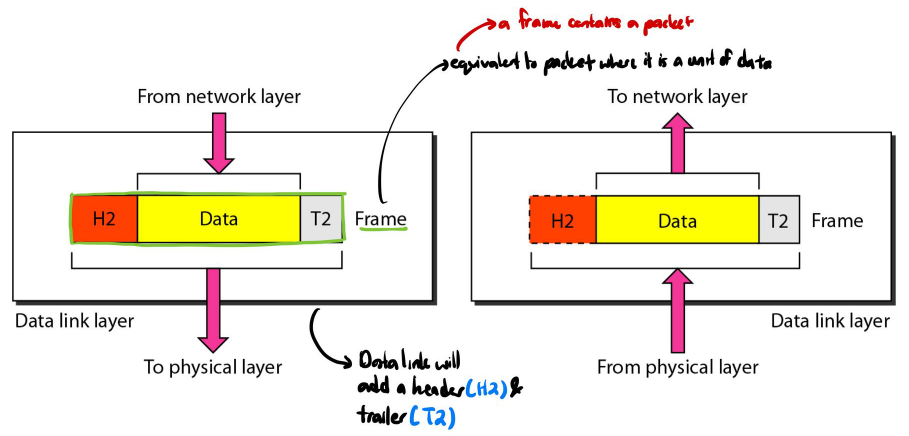 a frame contains a packet
equivalent to packet where it is a unit of data
From network layer
To network layer
H2 Data T2 Frame
H2 Data T2 Frame
Data link layer
Data link layer
To physical layer
From physical layer
Data link will
add a header (H2) &
trailer (T2)